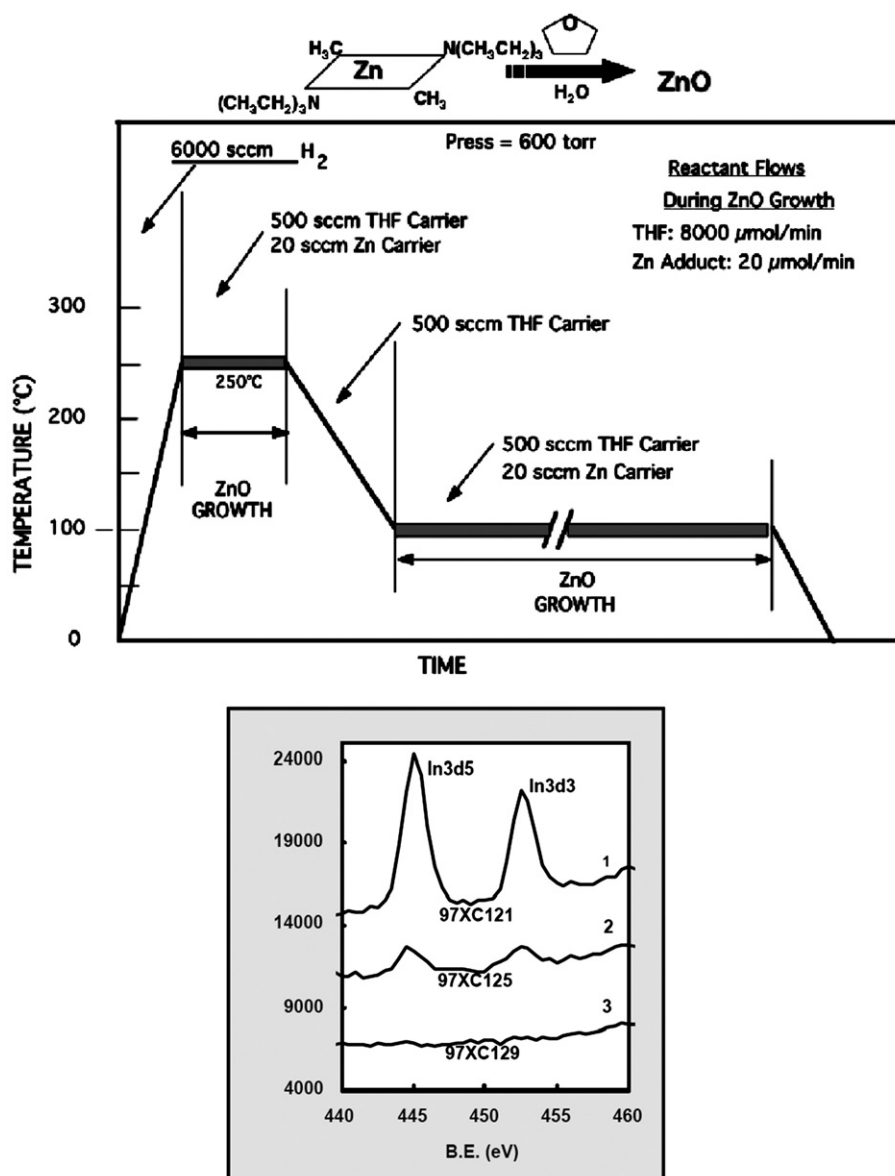 O
H₃C N(CH₃CH₂)₃
Zn ZnO
(CH₃CH₂)₃N CH₃ H₂O
6000 sccm H₂ Press = 600 torr
Reactant Flows
During ZnO Growth
THF: 8000 µmol/min
Zn Adduct: 20 µmol/min
500 sccm THF Carrier
20 sccm Zn Carrier
500 sccm THF Carrier
300
250°C
200
500 sccm THF Carrier
20 sccm Zn Carrier
ZnO
GROWTH
100
ZnO
GROWTH
0
TEMPERATURE (°C)
TIME
24000
In3d5
In3d3
19000
1
97XC121
14000
2
97XC125
9000
3
97XC129
4000
440 445 450 455 460
B.E. (eV)